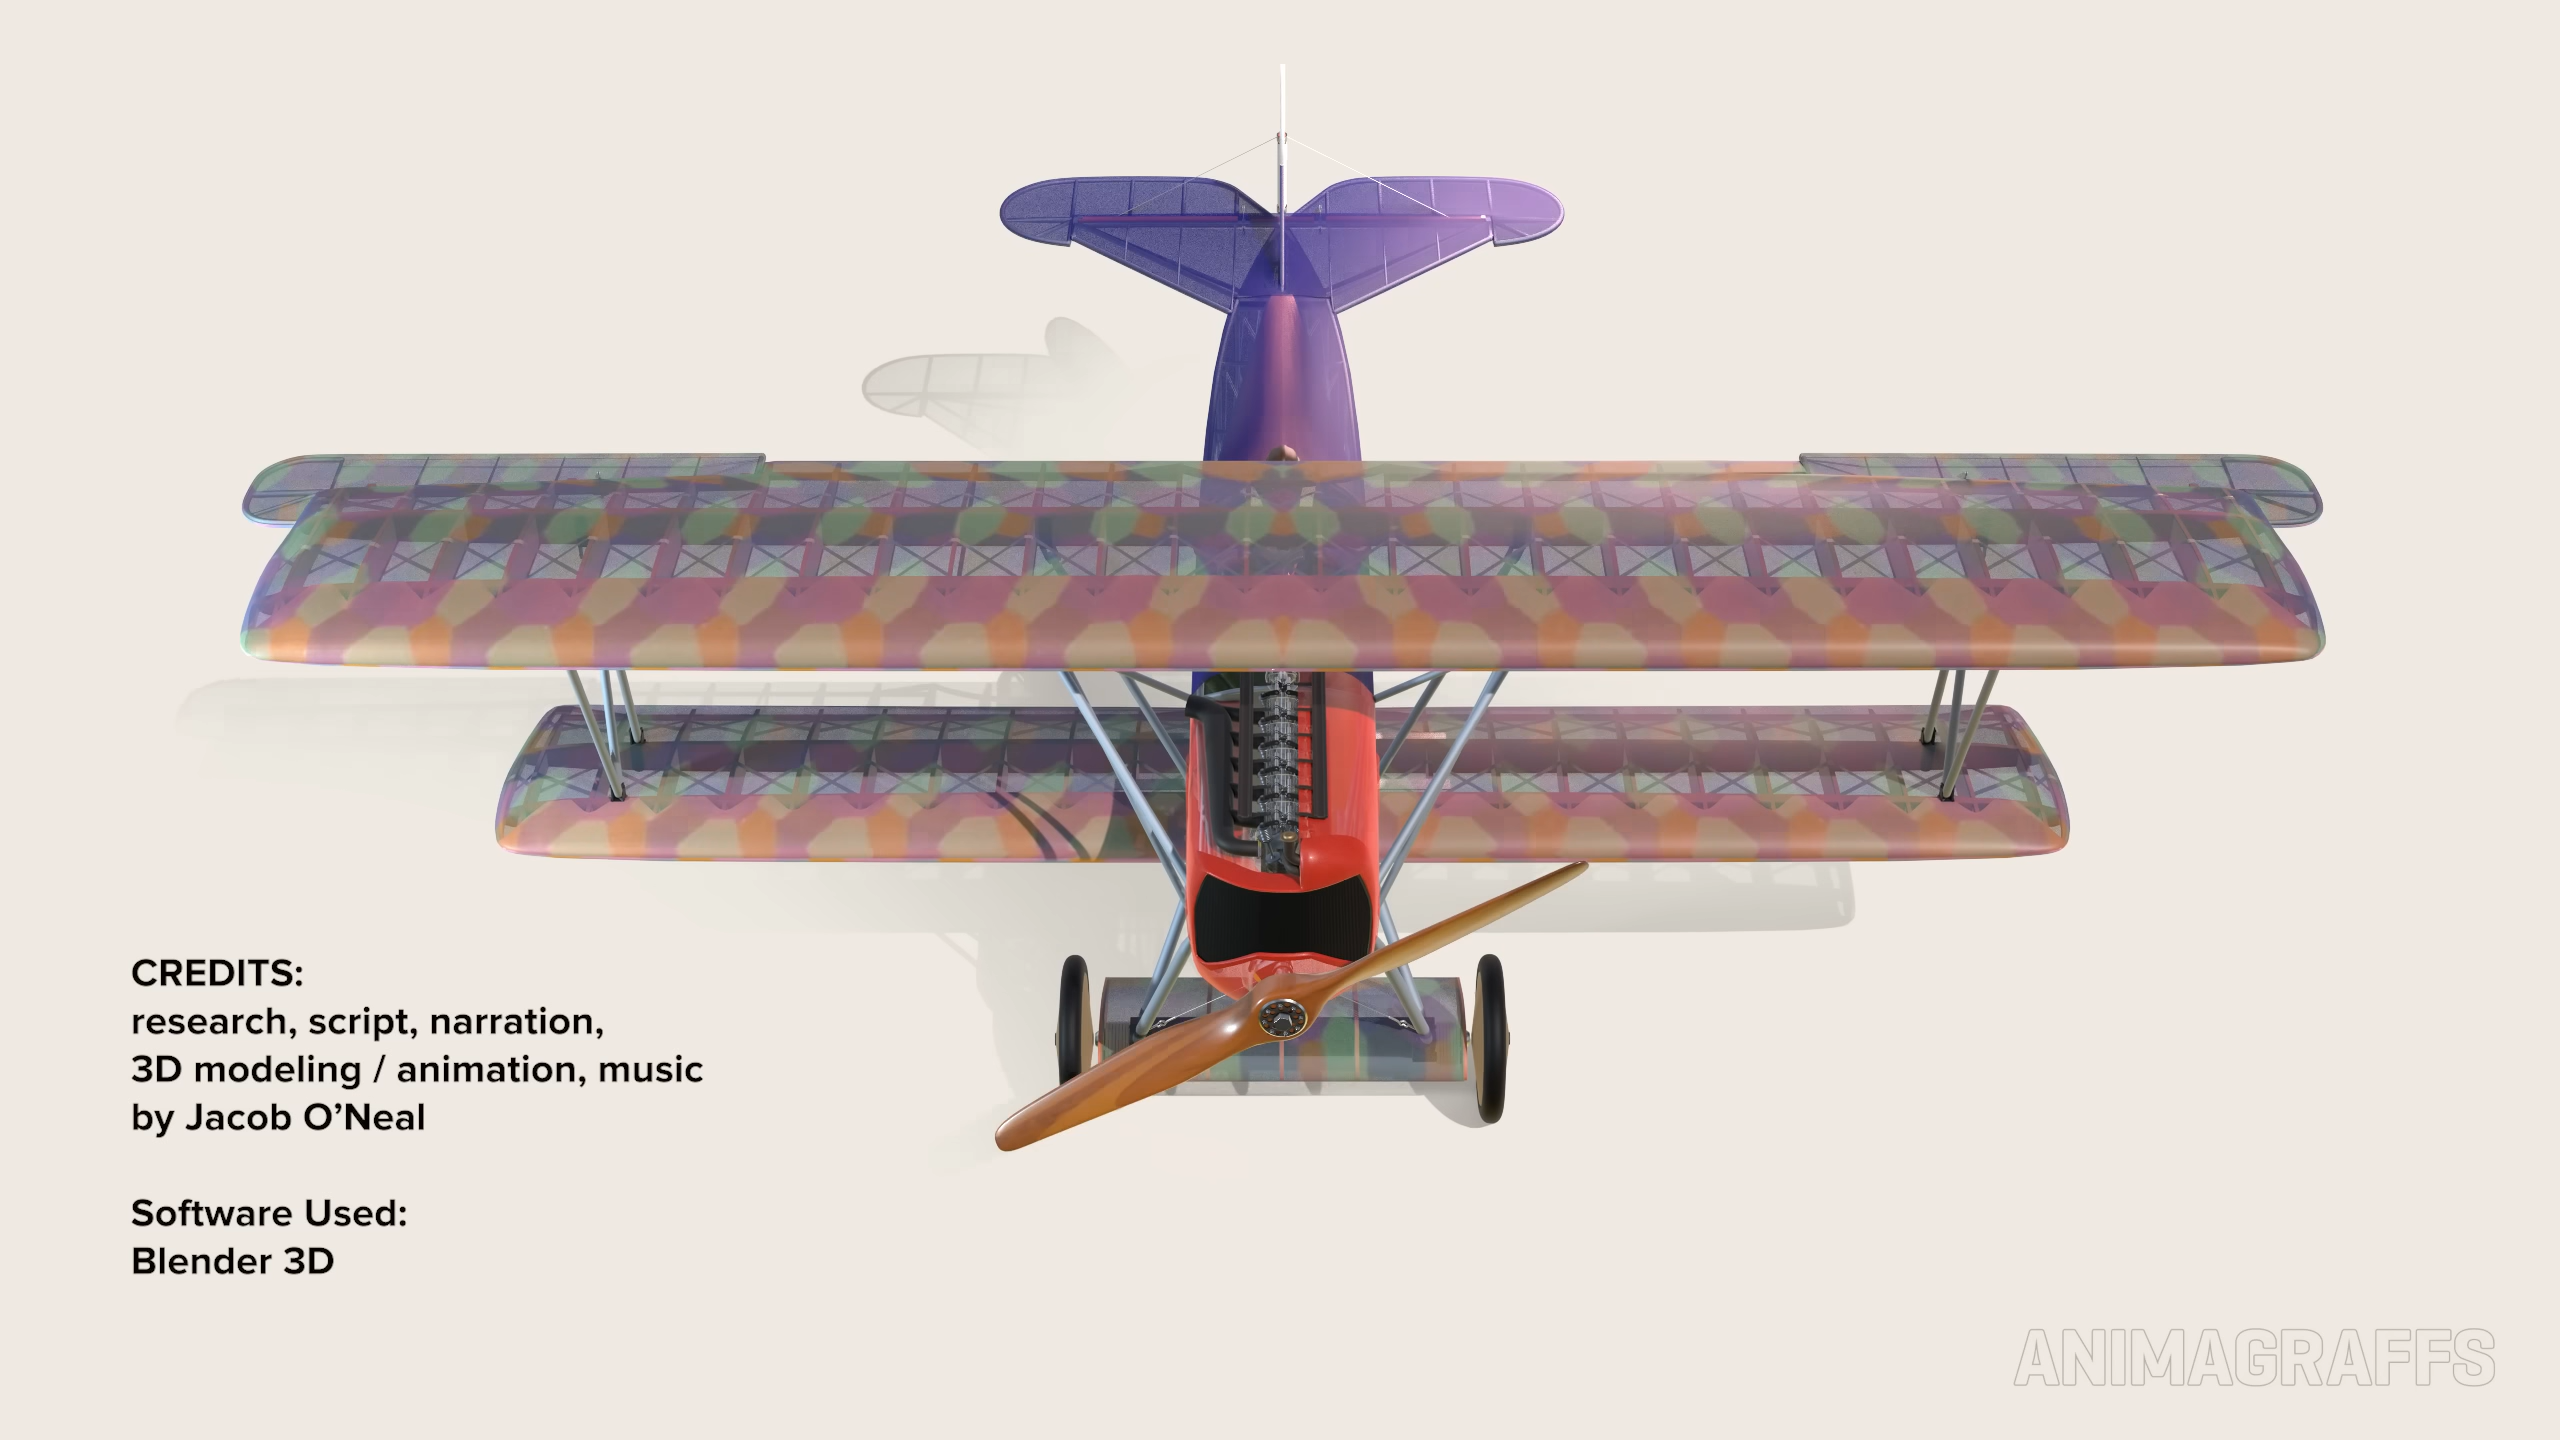 CREDITS:
research, script, narration,
3D modeling / animation, music
by Jacob O’Neal
Software Used:
Blender 3D
ANIMAGRAFFS